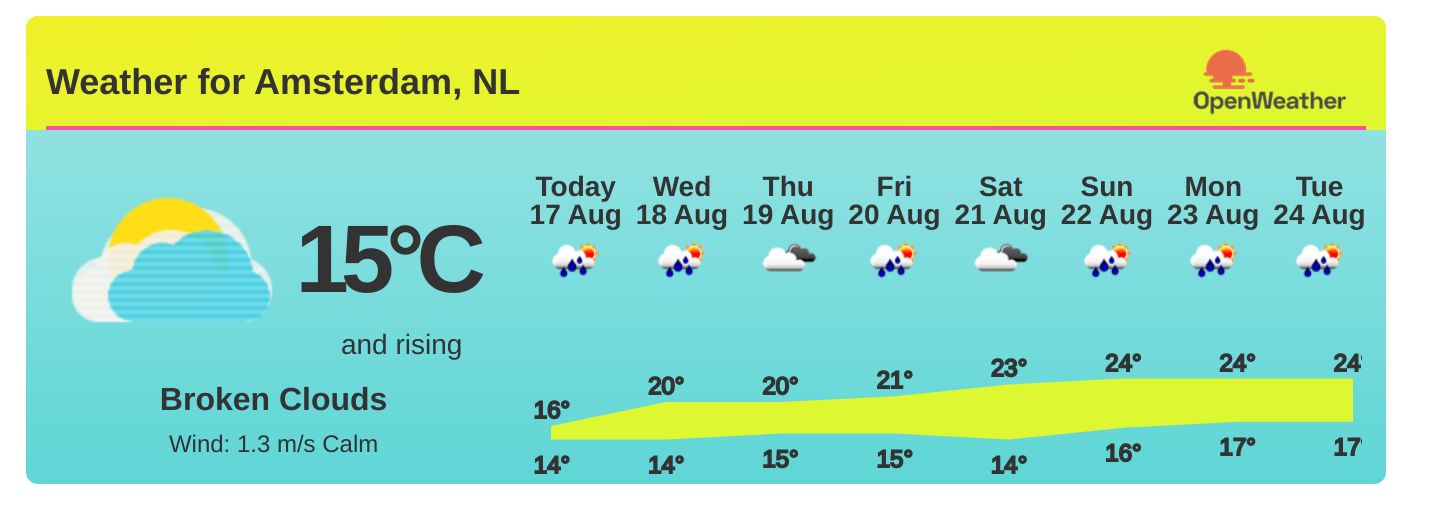 Weather for Amsterdam, NL
OpenWeather
Today Wed Thu Fri Sat Sun Mon Tue
17 Aug 18 Aug 19 Aug 20 Aug 21 Aug 22 Aug 23 Aug 24 Aug
15°C
and rising
Broken Clouds
Wind: 1.3 m/s Calm
16° 20° 20° 21° 23° 24° 24° 24°
14° 14° 15° 15° 14° 16° 17° 17°